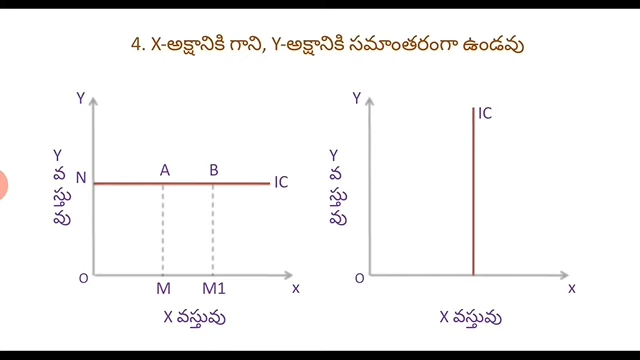 4. X-అక్షానికి గాని, Y-అక్షానికి సమాంతరంగా ఉండవు
Y
Y వస్తువు
N
A
B
IC
O
M
M1
x
X వస్తువు
Y
Y వస్తువు
IC
O
x
X వస్తువు